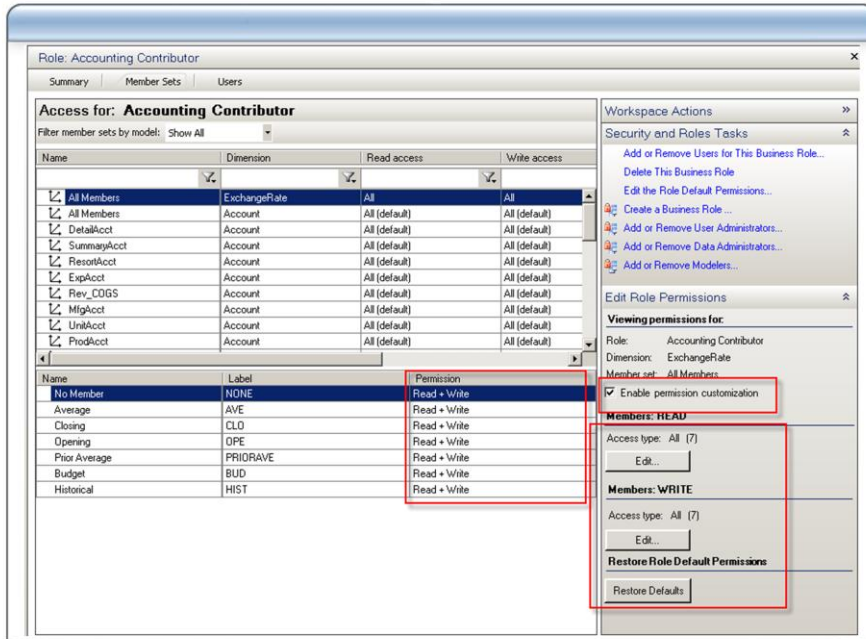 Role: Accounting Contributor
Summary Member Sets Users
Access for: Accounting Contributor
Filter member sets by model: Show All
Name Dimension Read access Write access
All Members ExchangeRate All All
All Members Account All (default) All (default)
DetailAcct Account All (default) All (default)
SummaryAcct Account All (default) All (default)
ResortAcct Account All (default) All (default)
ExpAcct Account All (default) All (default)
Rev_COGS Account All (default) All (default)
MfgAcct Account All (default) All (default)
UnitAcct Account All (default) All (default)
ProdAcct Account All (default) All (default)
Name Label Permission
No Member NONE Read + Write
Average AVE Read + Write
Closing CLO Read + Write
Opening OPE Read + Write
Prior Average PRIORAVE Read + Write
Budget BUD Read + Write
Historical HIST Read + Write
Workspace Actions
Security and Roles Tasks
Add or Remove Users for This Business Role...
Delete This Business Role
Edit the Role Default Permissions...
Create a Business Role ...
Add or Remove User Administrators...
Add or Remove Data Administrators...
Add or Remove Modelers...
Edit Role Permissions
Viewing permissions for:
Role: Accounting Contributor
Dimension: ExchangeRate
Member set: All Members
Enable permission customization
Members: READ
Access type: All (7)
Edit...
Members: WRITE
Access type: All (7)
Edit...
Restore Role Default Permissions
Restore Defaults